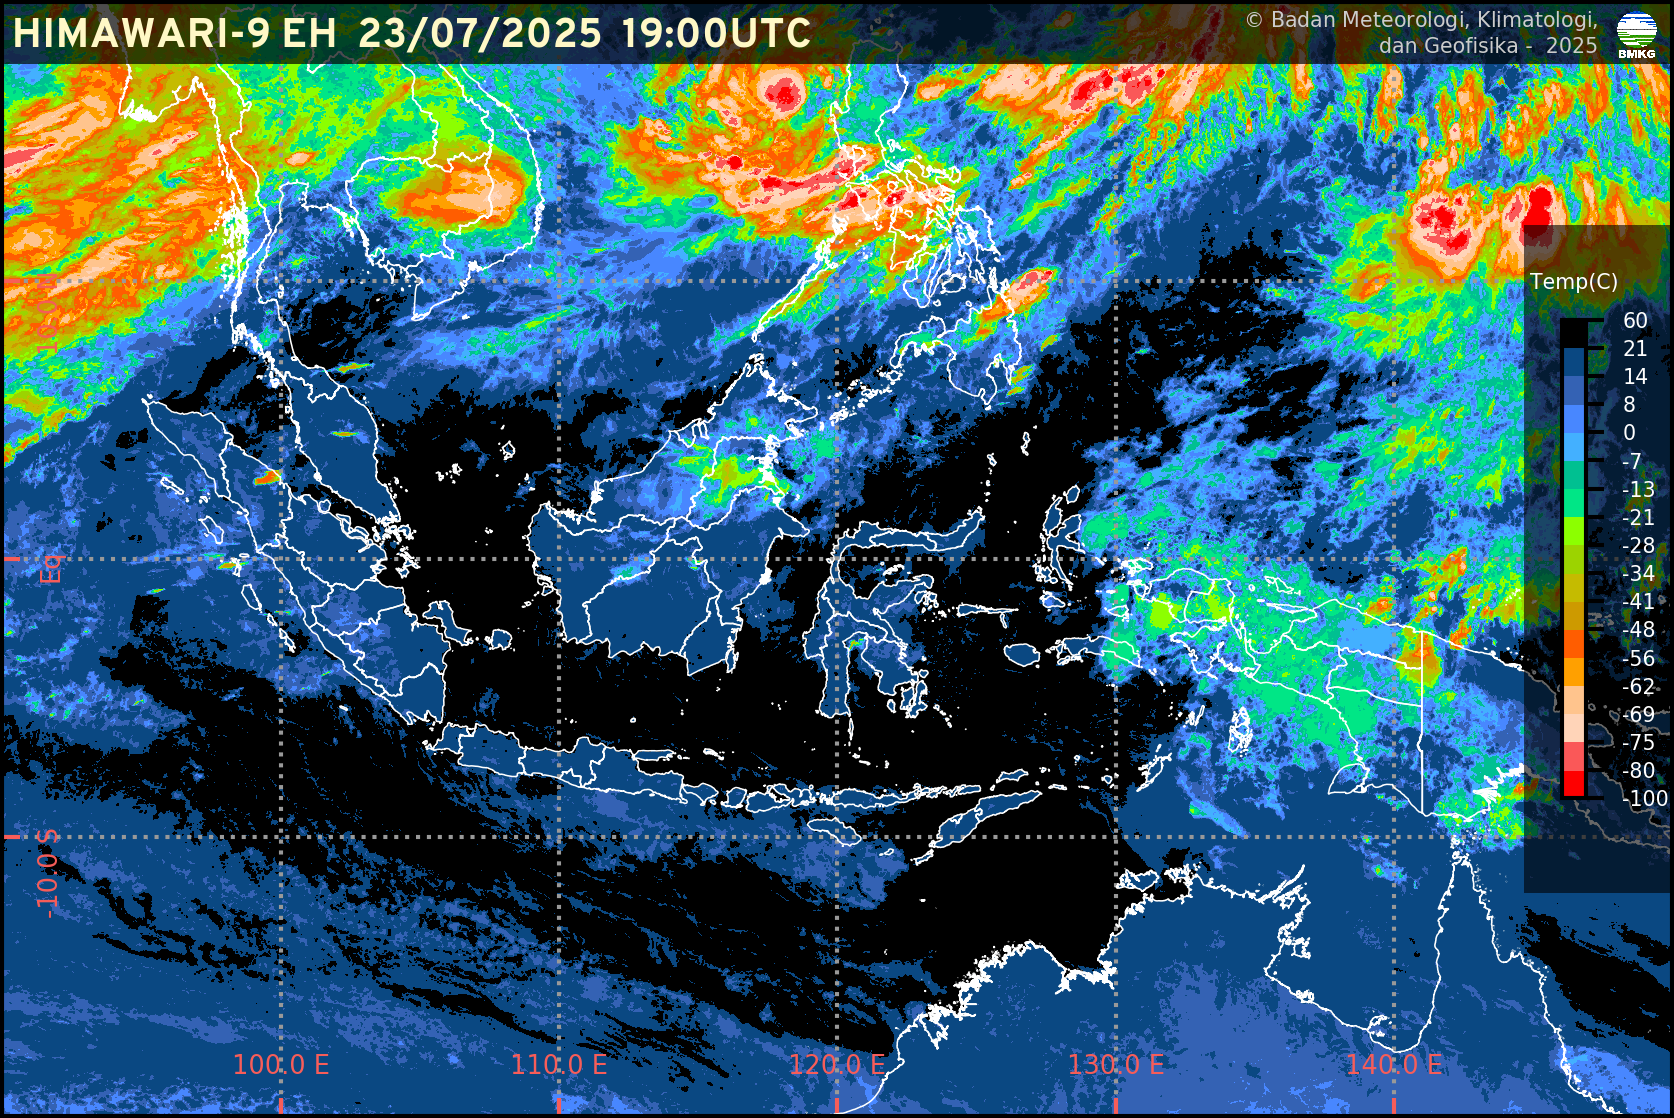 HIMAWARI-9 EH 23/07/2025 19:00UTC
© Badan Meteorologi, Klimatologi,
dan Geofisika - 2025
BMKG
Temp(C)
60
21
14
8
0
-7
-13
-21
-28
-34
-41
-48
-56
-62
-69
-75
-80
-100
Eq
-10.0 S
100.0 E
110.0 E
120.0 E
130.0 E
140.0 E